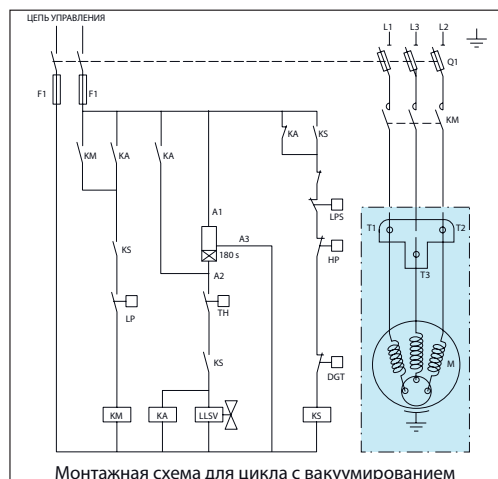 ЦЕПЬ УПРАВЛЕНИЯ
L1 L3 L2
F1 F1 Q1
KM
KM KA KA KA KS
A1
LPS
A3
T1 T2
180 s
HP
KS
A2
T3
LP TH
KS
DGT
M
KM KA LLSV KS
Монтажная схема для цикла с вакуумированием